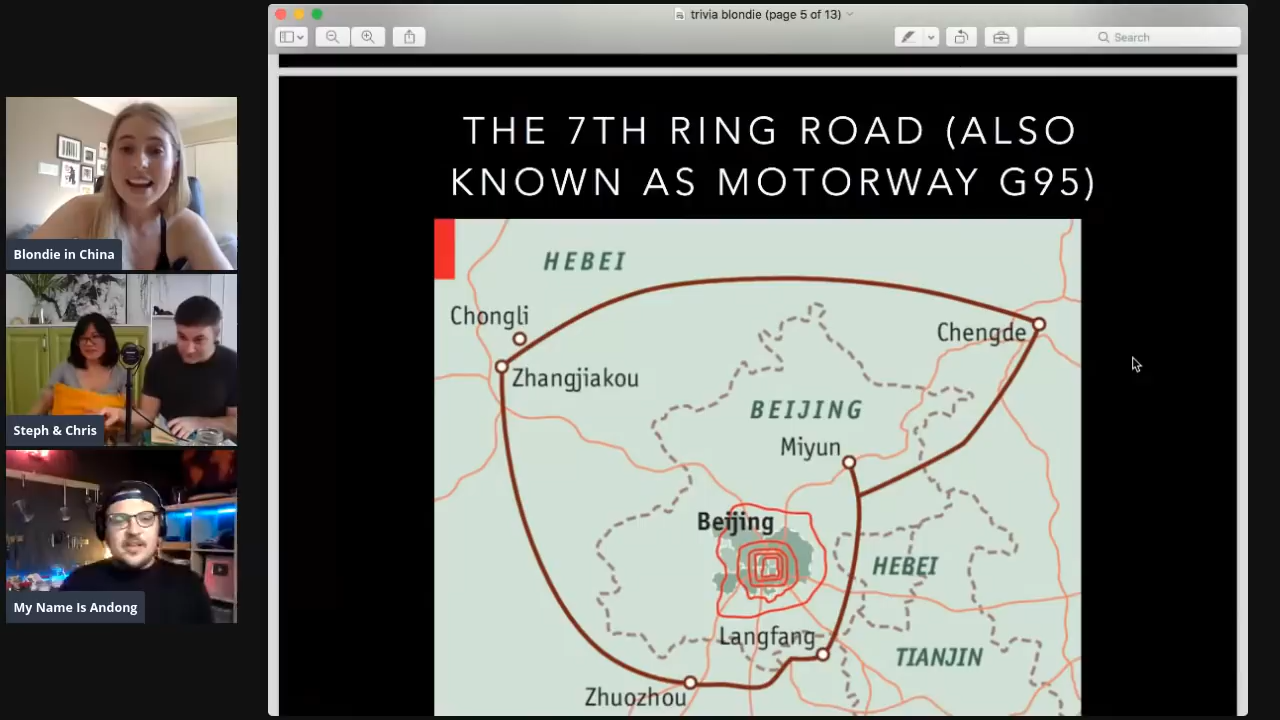 trivia blondie (page 5 of 13)
Search
THE 7TH RING ROAD (ALSO
KNOWN AS MOTORWAY G95)
HEBEI
Chongli
Chengde
Zhangjiakou
BEIJING
Miyun
Beijing
HEBEI
Langfang
TIANJIN
Zhuozhou
Blondie in China
Steph & Chris
My Name Is Andong